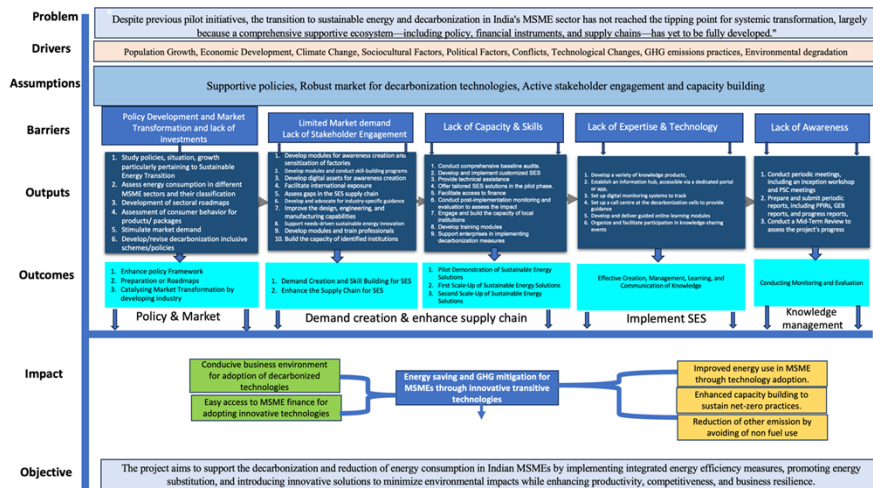 Problem
Despite previous pilot initiatives, the transition to sustainable energy and decarbonization in India's MSME sector has not reached the tipping point for systemic transformation, largely
because a comprehensive supportive ecosystem—including policy, financial instruments, and supply chains—has yet to be fully developed."
Drivers
Population Growth, Economic Development, Climate Change, Sociocultural Factors, Political Factors, Conflicts, Technological Changes, GHG emissions practices, Environmental degradation
Assumptions
Supportive policies, Robust market for decarbonization technologies, Active stakeholder engagement and capacity building
Barriers
Policy Development and Market
Transformation and lack of
investments
Limited Market demand
Lack of Stakeholder Engagement
Lack of Capacity & Skills
Lack of Expertise & Technology
Lack of Awareness
Outputs
1. Study policies, situation, growth
particularly pertaining to Sustainable
Energy Transition
2. Assess energy consumption in different
MSME sectors and their classification
3. Development of sectoral roadmaps
4. Assessment of consumer behavior for
products/ packages
5. Stimulate market demand
6. Develop/revise decarbonization inclusive
schemes/policies
1. Develop modules for awareness creation and
sensitization of factories
2. Develop modules and conduct skill-building programs
3. Develop digital assets for awareness creation
4. Facilitate international exposure
5. Assess gaps in the SES supply chain
6. Develop and advocate for industry-specific guidance
7. Improve the design, engineering, and
manufacturing capabilities
8. Support needs-driven sustainable energy innovation
9. Develop modules and train professionals
10. Build the capacity of identified institutions
1. Conduct comprehensive baseline audits.
2. Develop and implement customized SES
3. Provide technical assistance
4. Offer tailored SES solutions in the pilot phase.
5. Facilitate access to finance
6. Conduct post-implementation monitoring and
evaluation to assess the impact
7. Engage and build the capacity of local
institutions
8. Develop training modules
9. Support enterprises in implementing
decarbonization measures
1. Develop a variety of knowledge products,
2. Establish an information hub, accessible via a dedicated portal
or app,
3. Set up digital monitoring systems to track
4. Set up a call centre at the decarbonization calls to provide
guidance
5. Develop and deliver guided online learning modules
6. Organize and facilitate participation in knowledge-sharing
events
1. Conduct periodic meetings,
including an inception workshop
and PSC meetings
2. Prepare and submit periodic
reports, including PPIRs, GEB
reports, and progress reports,
3. Conduct a Mid-Term Review to
assess the project's progress
Outcomes
1. Enhance policy Framework
2. Preparation or Roadmaps
3. Catalyzing Market Transformation by
developing industry
1. Demand Creation and Skill Building for SES
2. Enhance the Supply Chain for SES
1. Pilot Demonstration of Sustainable Energy
Solutions
2. First Scale-Up of Sustainable Energy Solutions
3. Second Scale-Up of Sustainable Energy
Solutions
Effective Creation, Management, Learning, and
Communication of Knowledge
Conducting Monitoring and Evaluation
Policy & Market
Demand creation & enhance supply chain
Implement SES
Knowledge
management
Impact
Conducive business environment
for adoption of decarbonized
technologies
Easy access to MSME finance for
adopting innovative technologies
Energy saving and GHG mitigation for
MSMEs through innovative transitive
technologies
Improved energy use in MSME
through technology adoption.
Enhanced capacity building to
sustain net-zero practices.
Reduction of other emission by
avoiding of non fuel use
Objective
The project aims to support the decarbonization and reduction of energy consumption in Indian MSMEs by implementing integrated energy efficiency measures, promoting energy
substitution, and introducing innovative solutions to minimize environmental impacts while enhancing productivity, competitiveness, and business resilience.